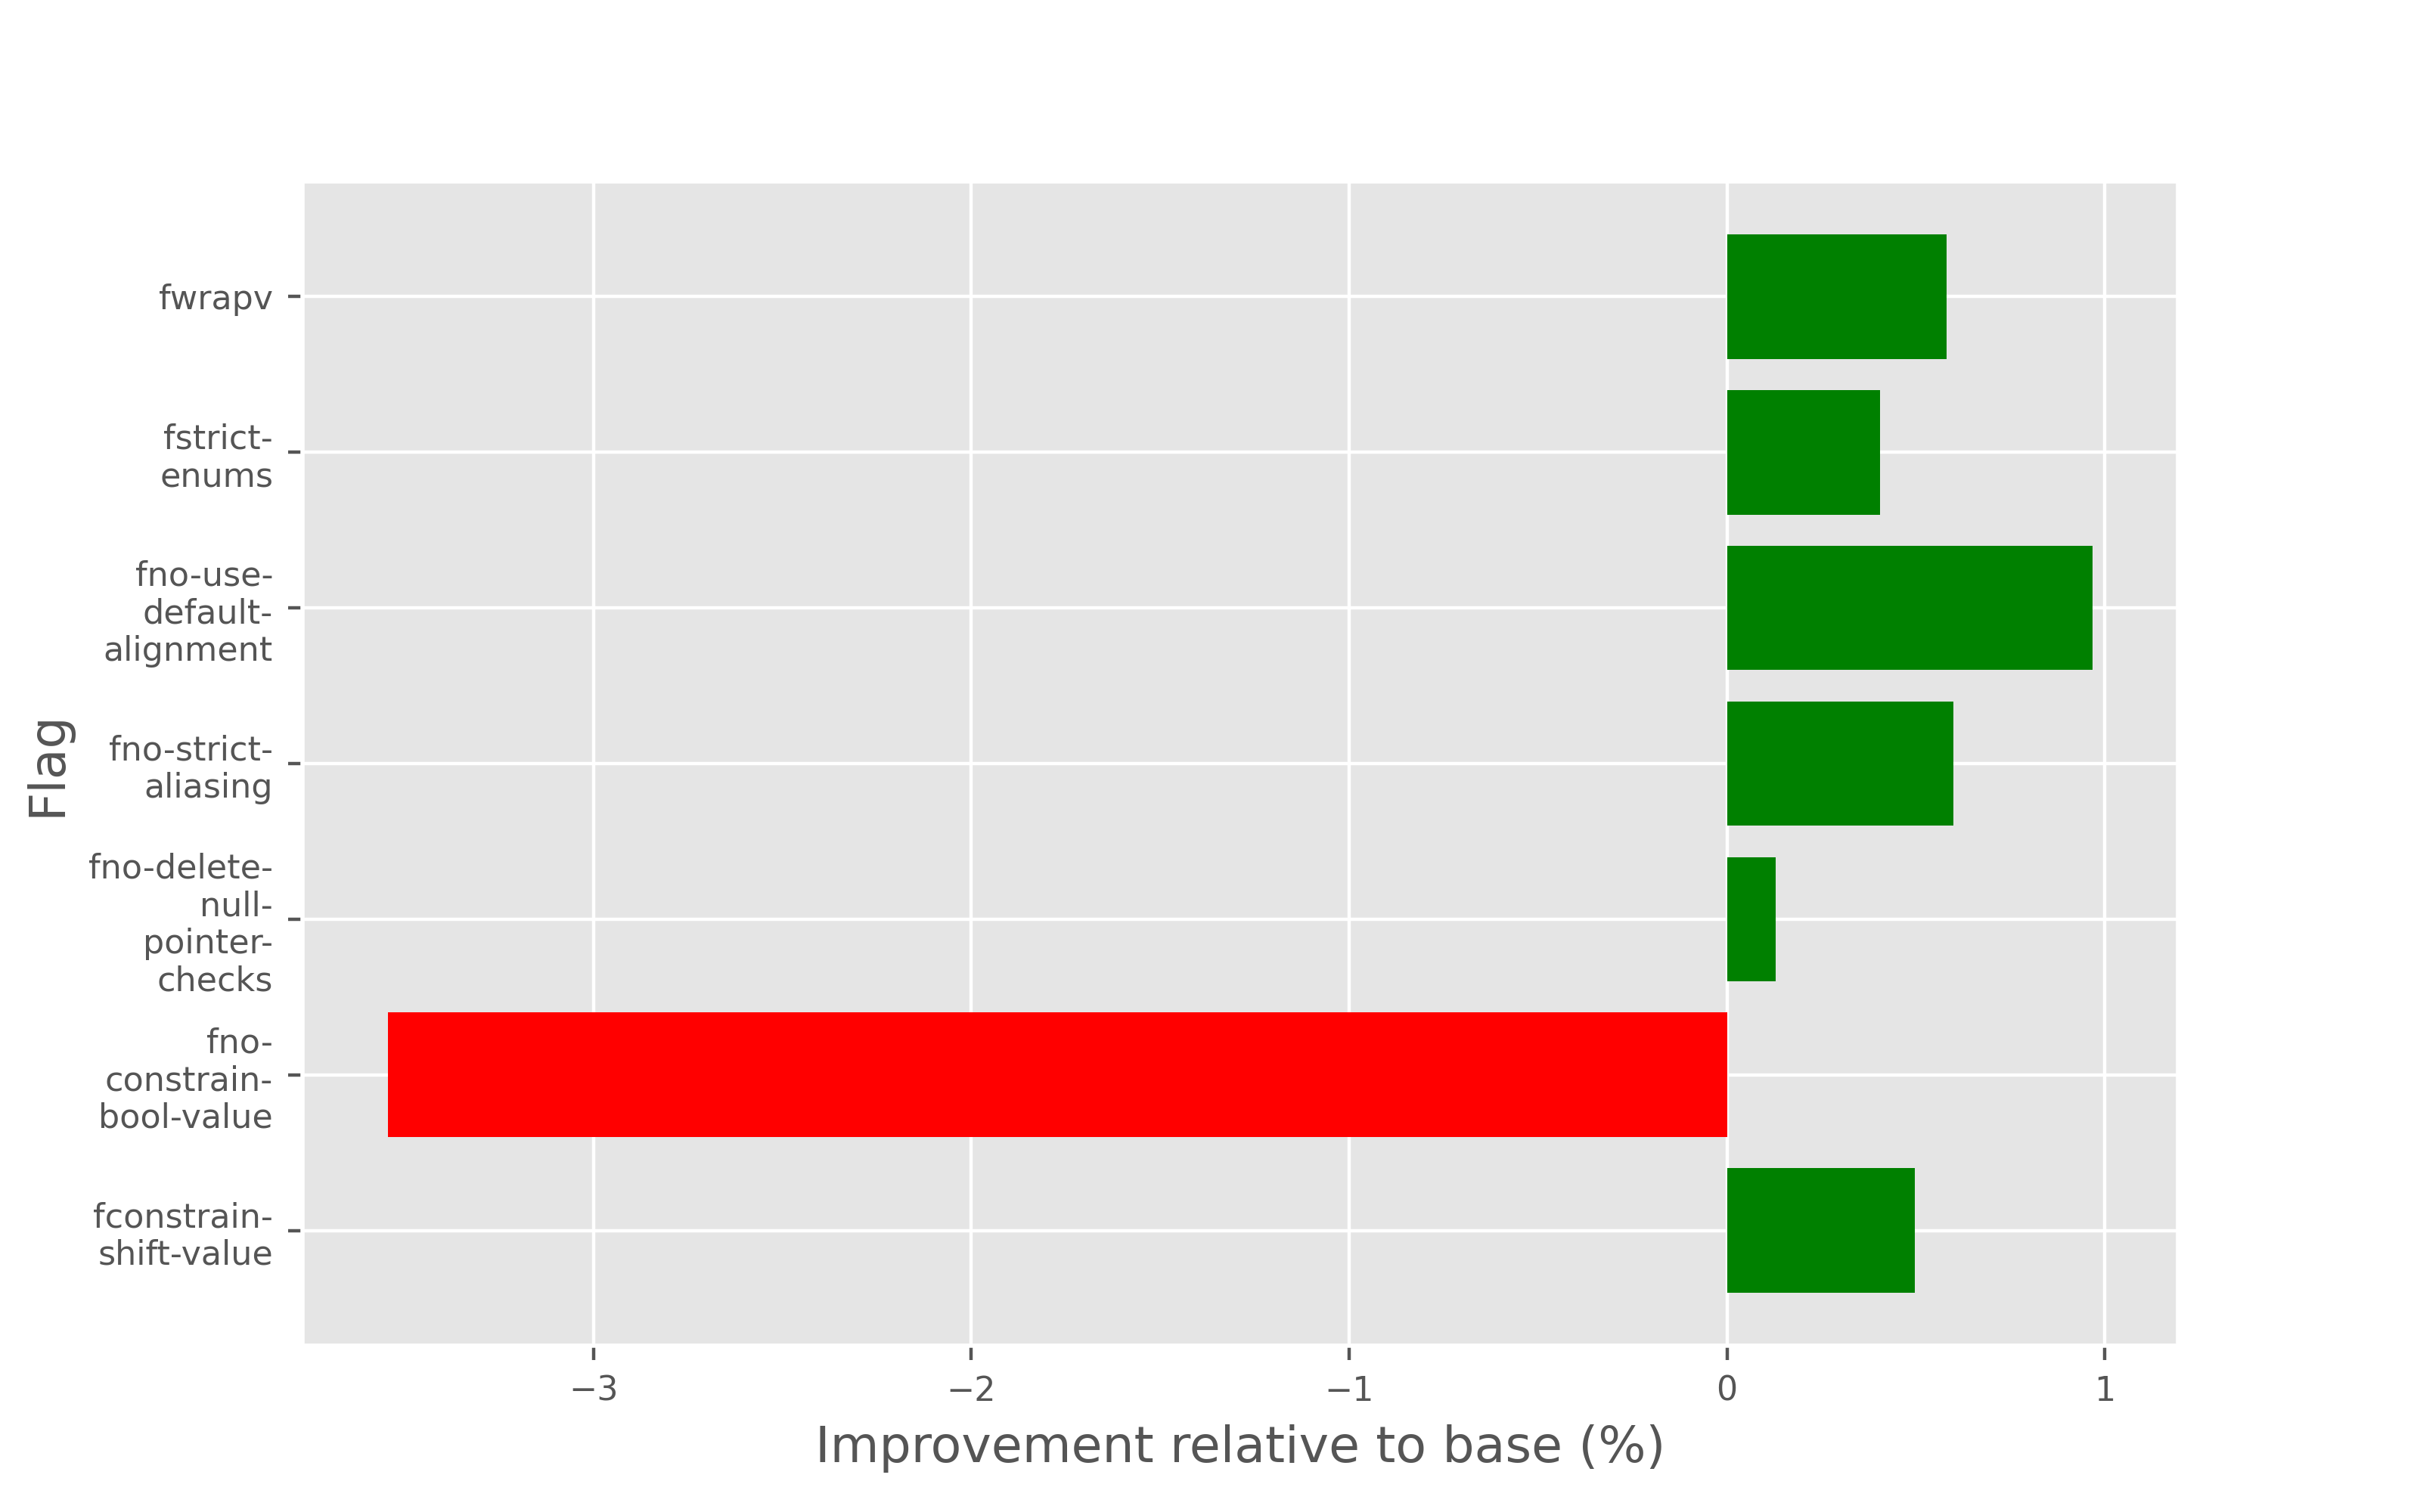 fwrapv
fstrict-
enums
fno-use-
default-
alignment
fno-strict-
aliasing
fno-delete-
null-
pointer-
checks
fno-
constrain-
bool-value
fconstrain-
shift-value
Flag
−3 −2 −1 0 1
Improvement relative to base (%)